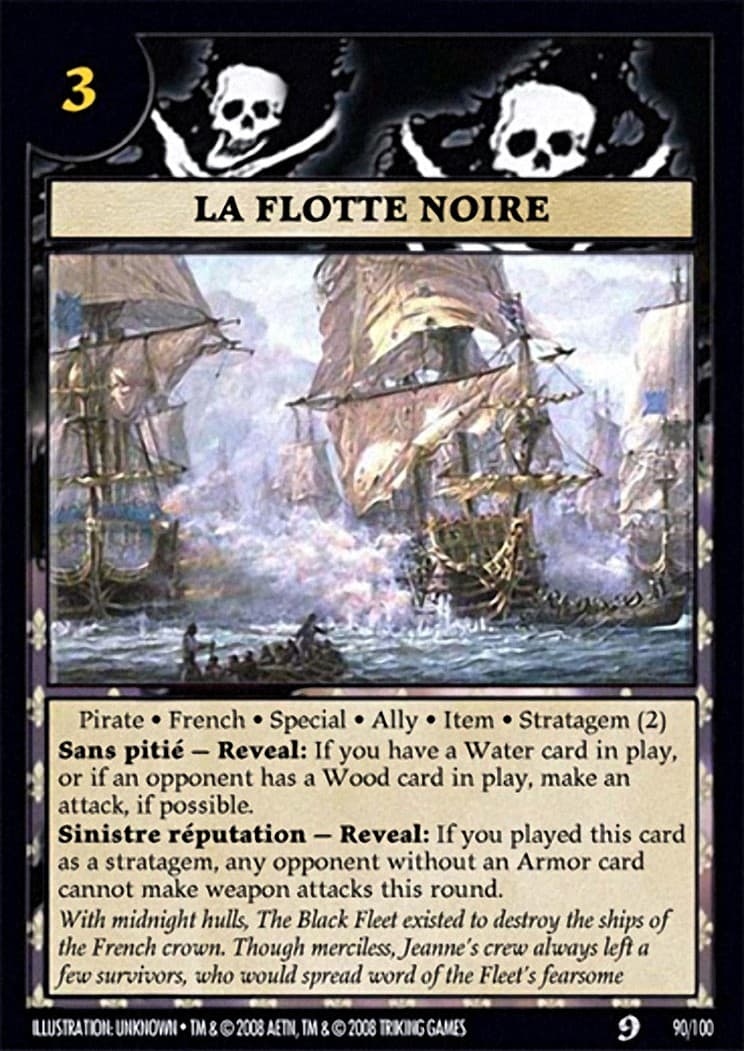 3
LA FLOTTE NOIRE
Pirate • French • Special • Ally • Item • Stratagem (2)
Sans pitié – Reveal: If you have a Water card in play,
or if an opponent has a Wood card in play, make an
attack, if possible.
Sinistre réputation – Reveal: If you played this card
as a stratagem, any opponent without an Armor card
cannot make weapon attacks this round.
With midnight hulls, The Black Fleet existed to destroy the ships of
the French crown. Though merciless, Jeanne's crew always left a
few survivors, who would spread word of the Fleet's fearsome
ILLUSTRATION: UNKNOWN • TM & © 2008 AETN, TM & © 2008 TRIKING GAMES
9
90/100